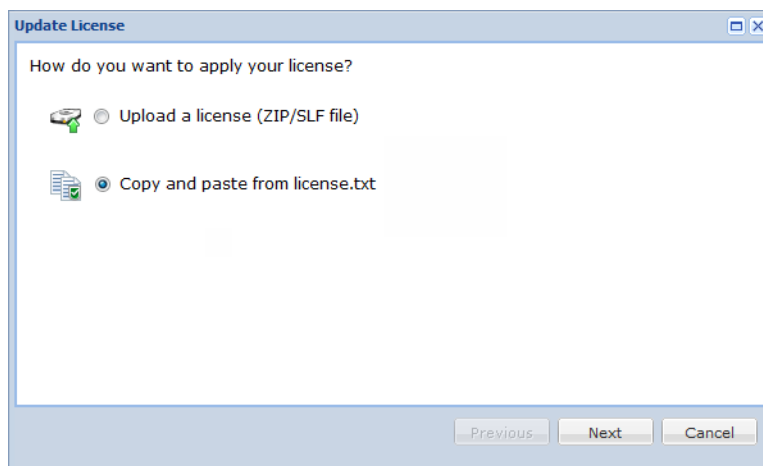 Update License
How do you want to apply your license?
Upload a license (ZIP/SLF file)
Copy and paste from license.txt
Previous Next Cancel